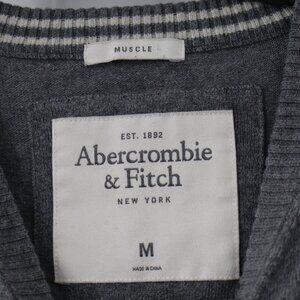 MUSCLE
EST. 1892
Abercrombie
& Fitch
NEW YORK
M
MADE IN CHINA